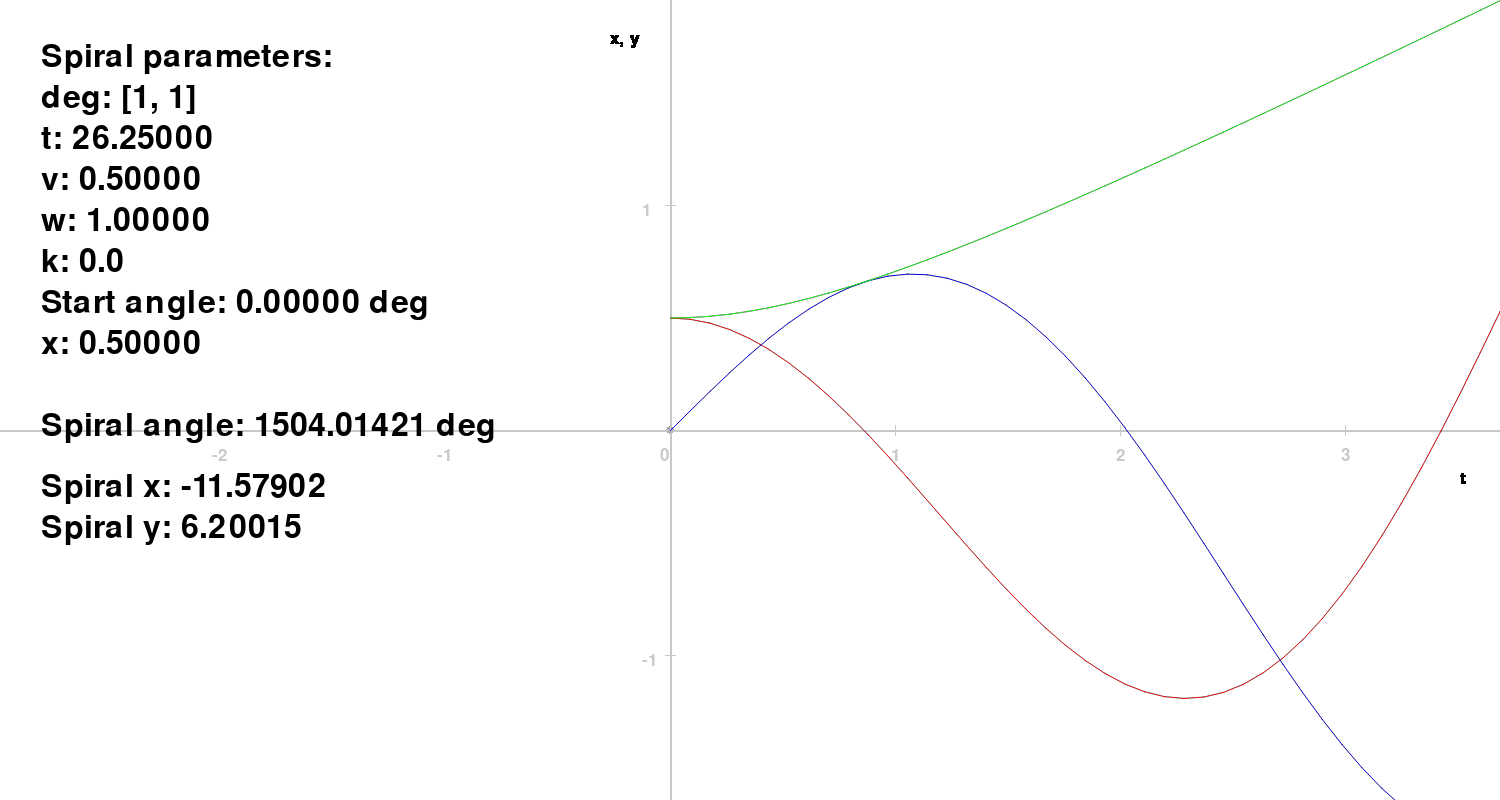 Spiral parameters:
deg: [1, 1]
t: 26.25000
v: 0.50000
w: 1.00000
k: 0.0
Start angle: 0.00000 deg
x: 0.50000
Spiral angle: 1504.01421 deg
Spiral x: -11.57902
Spiral y: 6.20015
x, y
1
-2
-1
0
1
2
3
t
-1